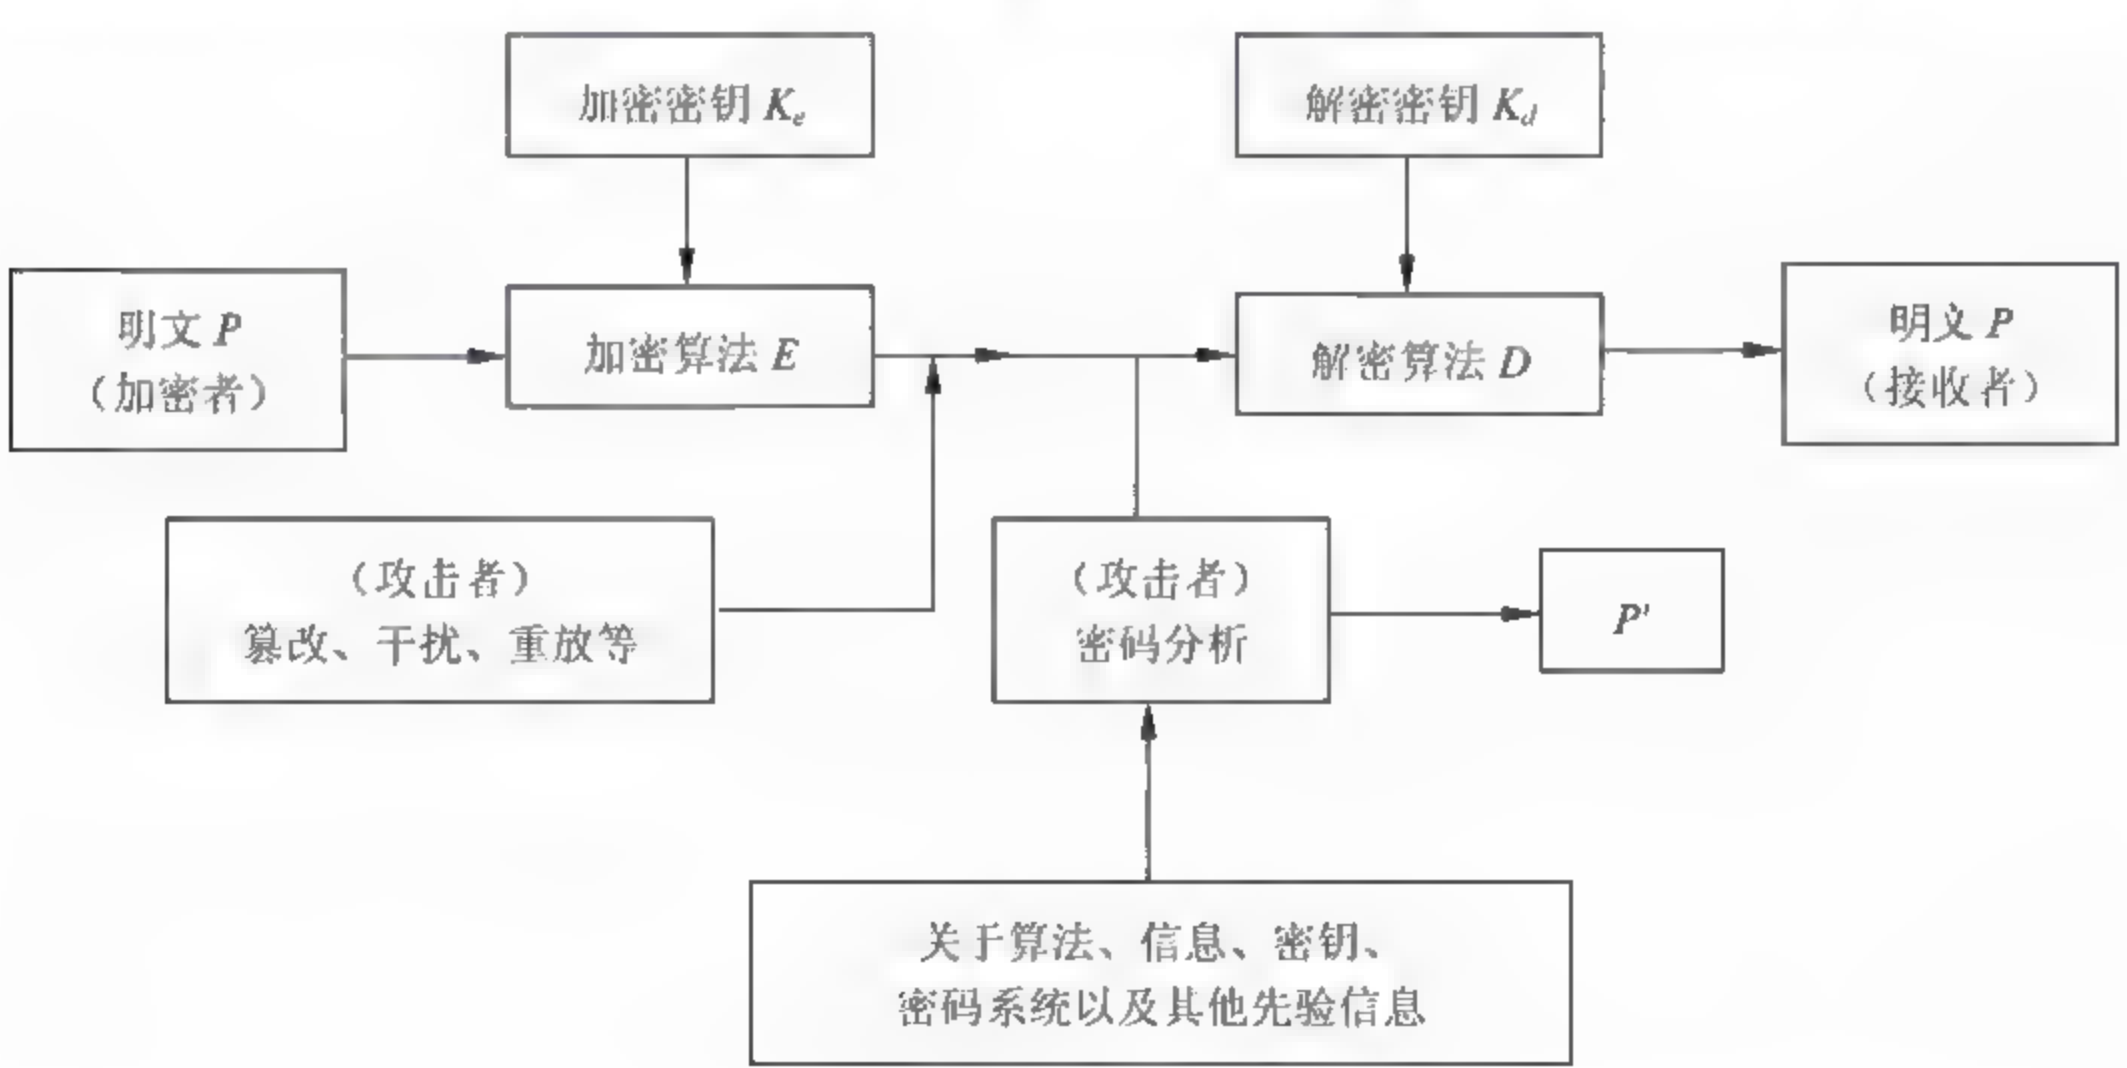 加密密钥 Ke
解密密钥 Kd
明文 P
（加密者）
加密算法 E
解密算法 D
明文 P
（接收者）
（攻击者）
篡改、干扰、重放等
（攻击者）
密码分析
P'
关于算法、信息、密钥、
密码系统以及其他先验信息